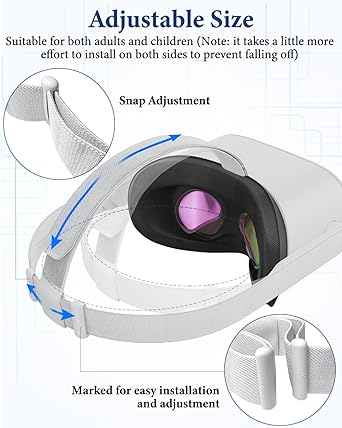 Adjustable Size
Suitable for both adults and children (Note: it takes a little more
effort to install on both sides to prevent falling off)
Snap Adjustment
Marked for easy installation
and adjustment